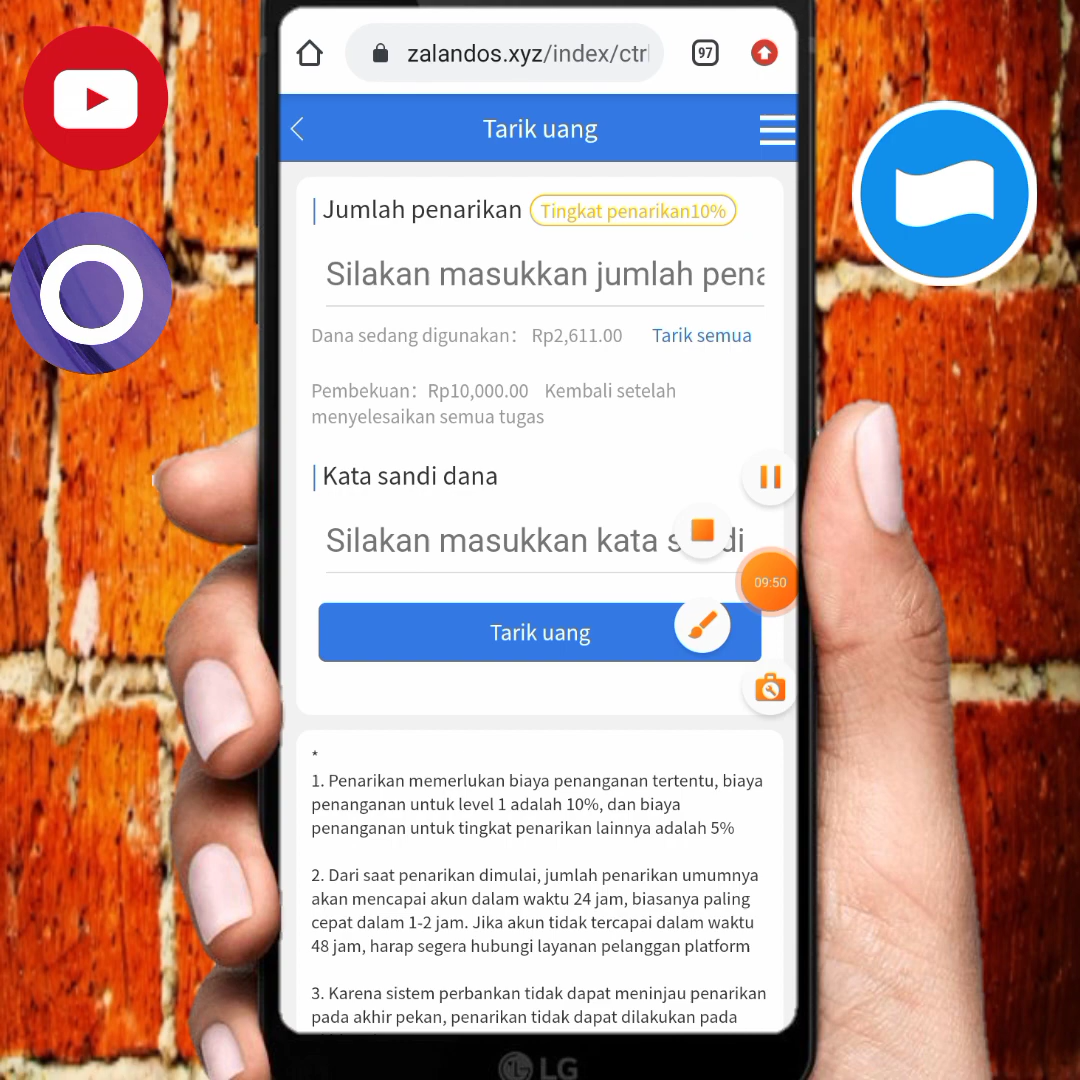 zalandos.xyz/index/ctrl
97
Tarik uang
Jumlah penarikan
Tingkat penarikan10%
Silakan masukkan jumlah pena
Dana sedang digunakan: Rp2,611.00 Tarik semua
Pembekuan: Rp10,000.00 Kembali setelah
menyelesaikan semua tugas
Kata sandi dana
Silakan masukkan kata s di
09:50
Tarik uang
*
1. Penarikan memerlukan biaya penanganan tertentu, biaya
penanganan untuk level 1 adalah 10%, dan biaya
penanganan untuk tingkat penarikan lainnya adalah 5%
2. Dari saat penarikan dimulai, jumlah penarikan umumnya
akan mencapai akun dalam waktu 24 jam, biasanya paling
cepat dalam 1-2 jam. Jika akun tidak tercapai dalam waktu
48 jam, harap segera hubungi layanan pelanggan platform
3. Karena sistem perbankan tidak dapat meninjau penarikan
pada akhir pekan, penarikan tidak dapat dilakukan pada
LG